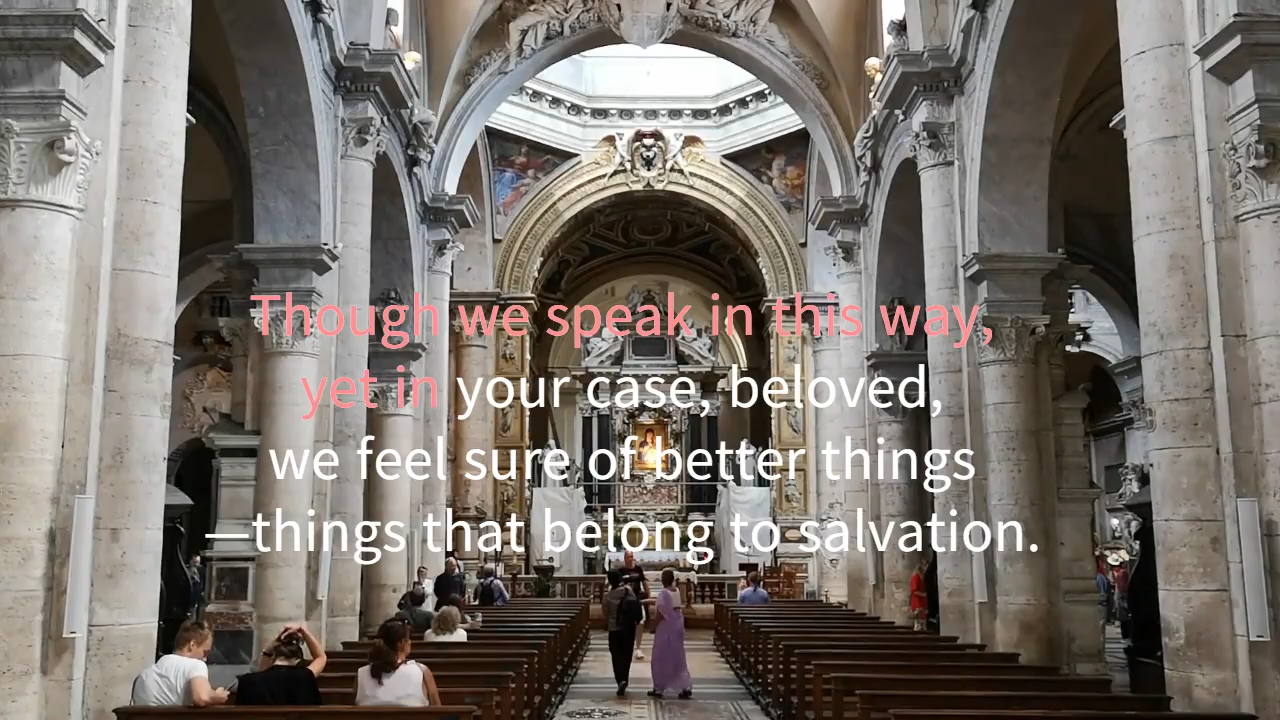 Though we speak in this way,
yet in your case, beloved,
we feel sure of better things
—things that belong to salvation.